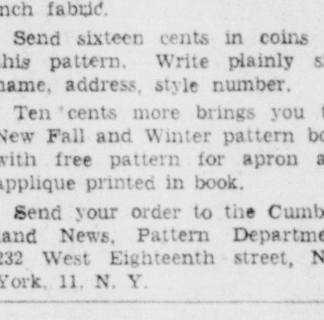 nch fabric.
Send sixteen cents in coins
this pattern. Write plainly si
name, address, style number.
Ten cents more brings you t
New Fall and Winter pattern bo
with free pattern for apron a
applique printed in book.
Send your order to the Cumb
land News, Pattern Departme
232 West Eighteenth street, N
York, 11, N. Y.